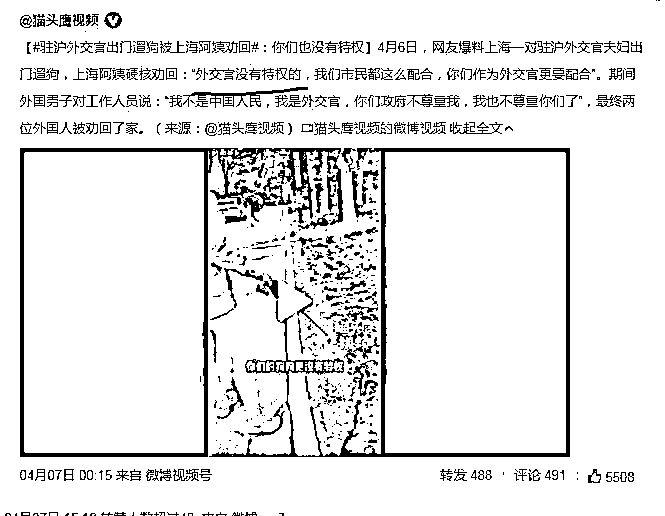 @猫头鹰视频
【#驻沪外交官出门遛狗被上海阿姨劝回#：你们也没有特权】4月6日，网友爆料上海一对驻沪外交官夫妇出
门遛狗，上海阿姨硬核劝回：“外交官没有特权的，我们市民都这么配合，你们作为外交官更要配合”。期间
外国男子对工作人员说：“我不是中国人民，我是外交官，你们政府不尊重我，我也不尊重你们了”，最终两
位外国人被劝回了家。（来源：@猫头鹰视频）口猫头鹰视频的微博视频 收起全文
04月07日 00:15 来自 微博视频号
转发 488 · 评论 491 · 5508